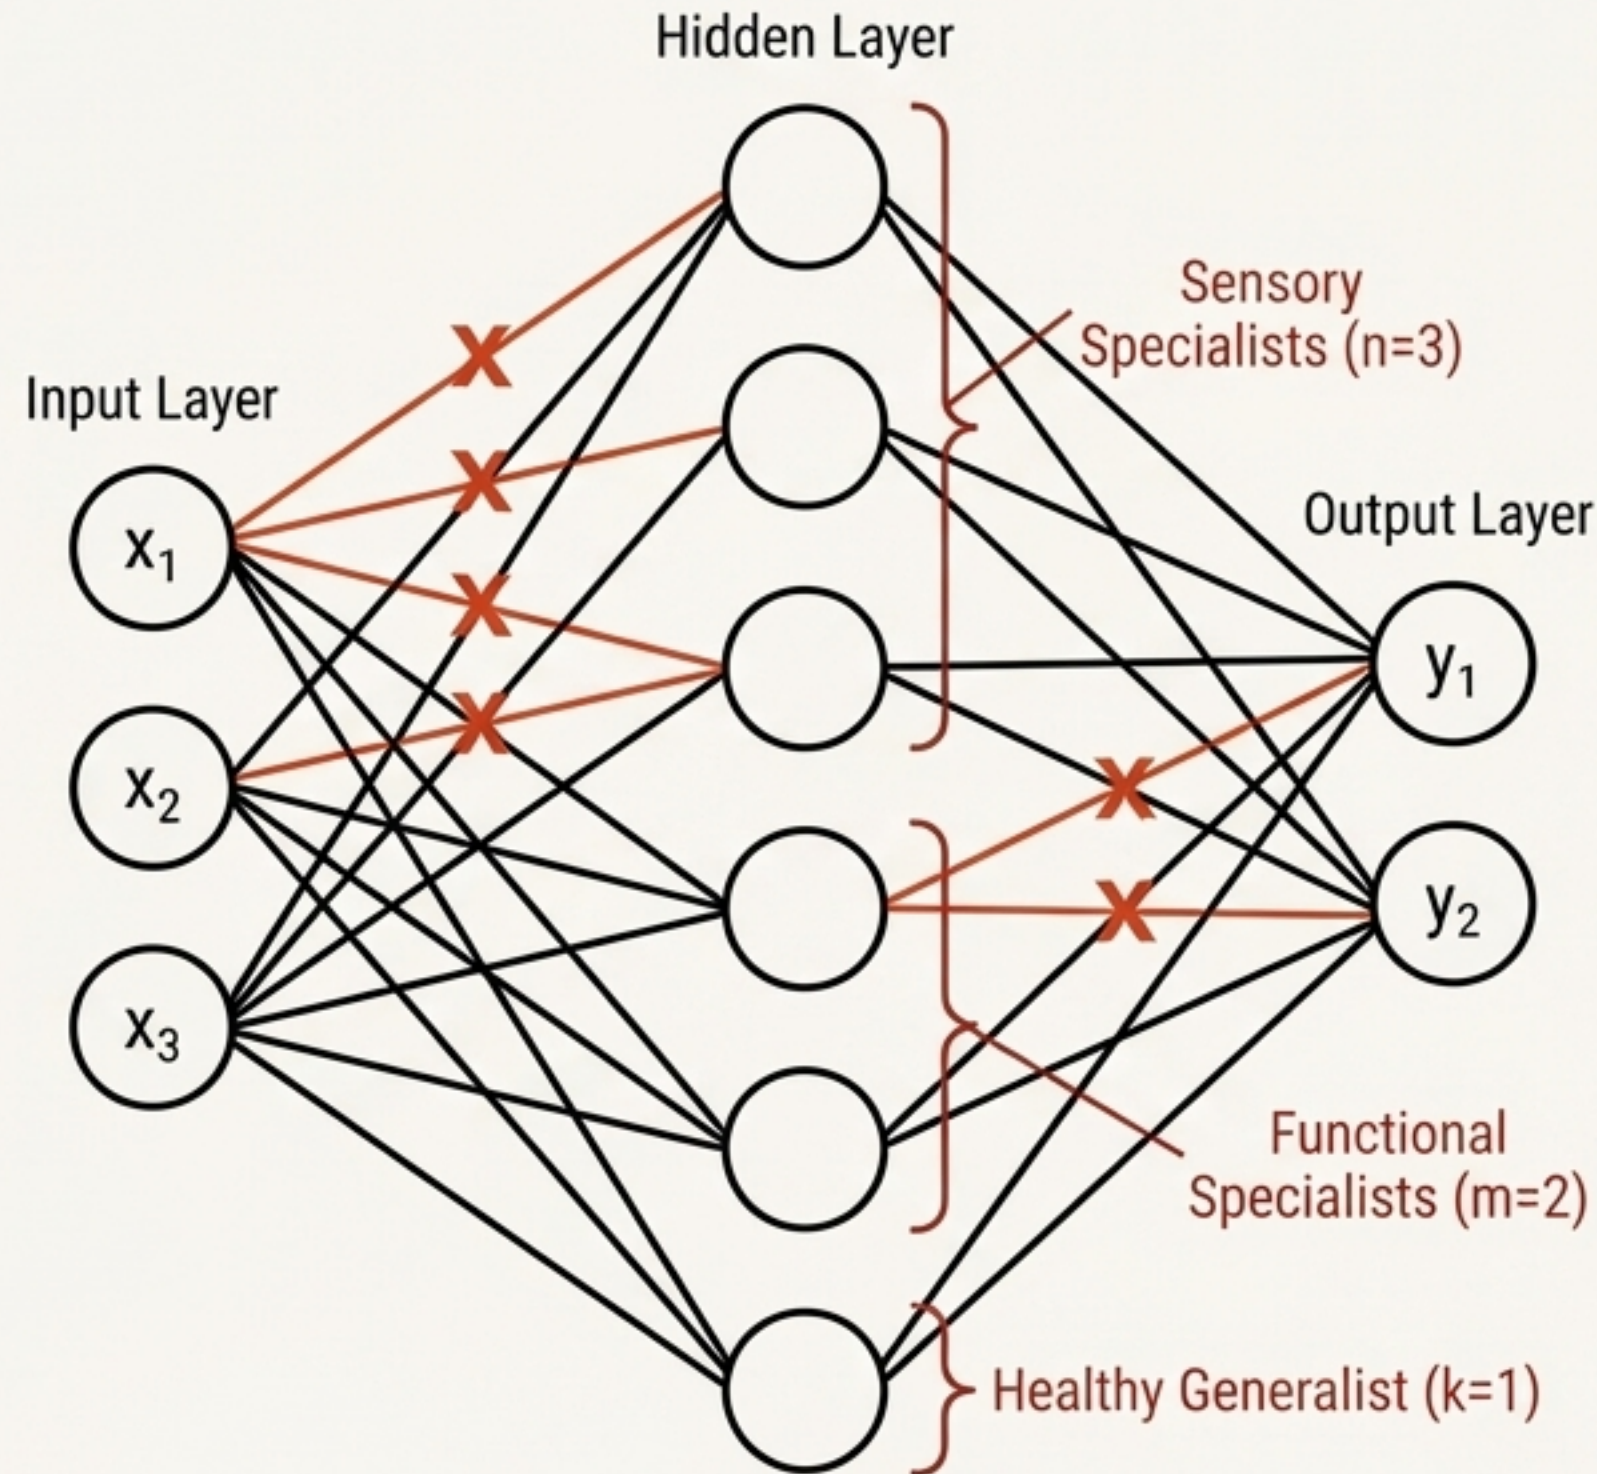 Hidden Layer
Sensory
Specialists (n=3)
Input Layer
Output Layer
x₁
y₁
x₂
y₂
x₃
Functional
Specialists (m=2)
Healthy Generalist (k=1)
X
X
X
X
X
X